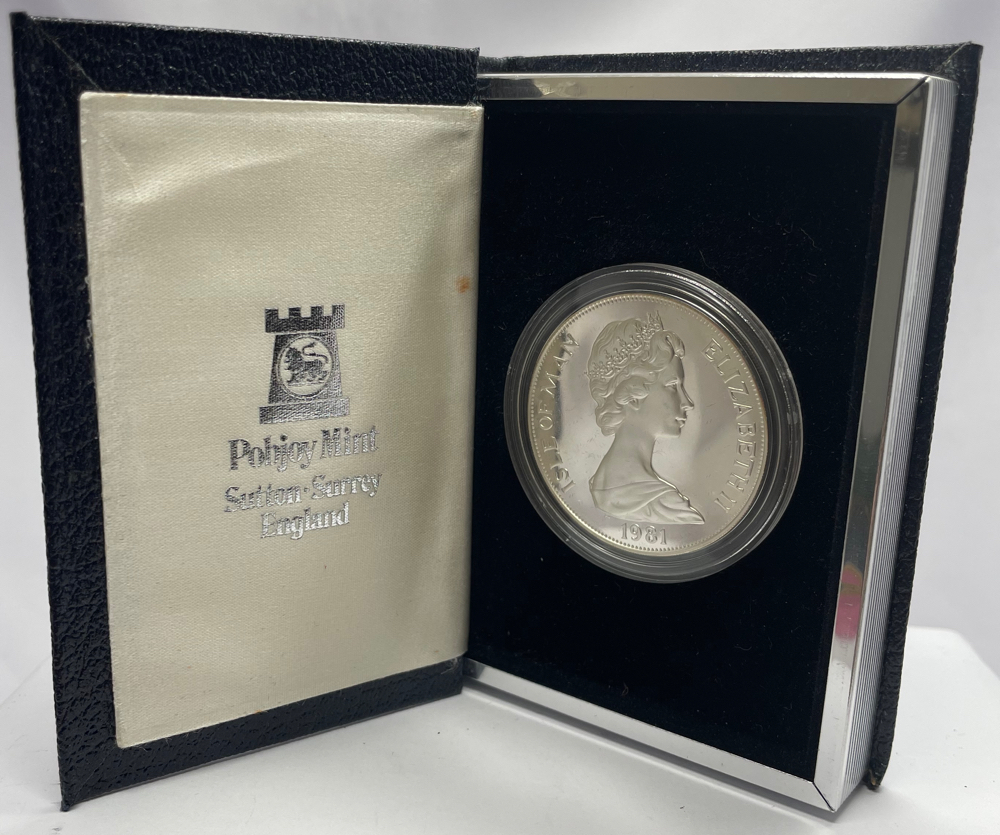 Pobjoy Mint
Sutton · Surrey
England
ISLE OF MAN
ELIZABETH II
1981